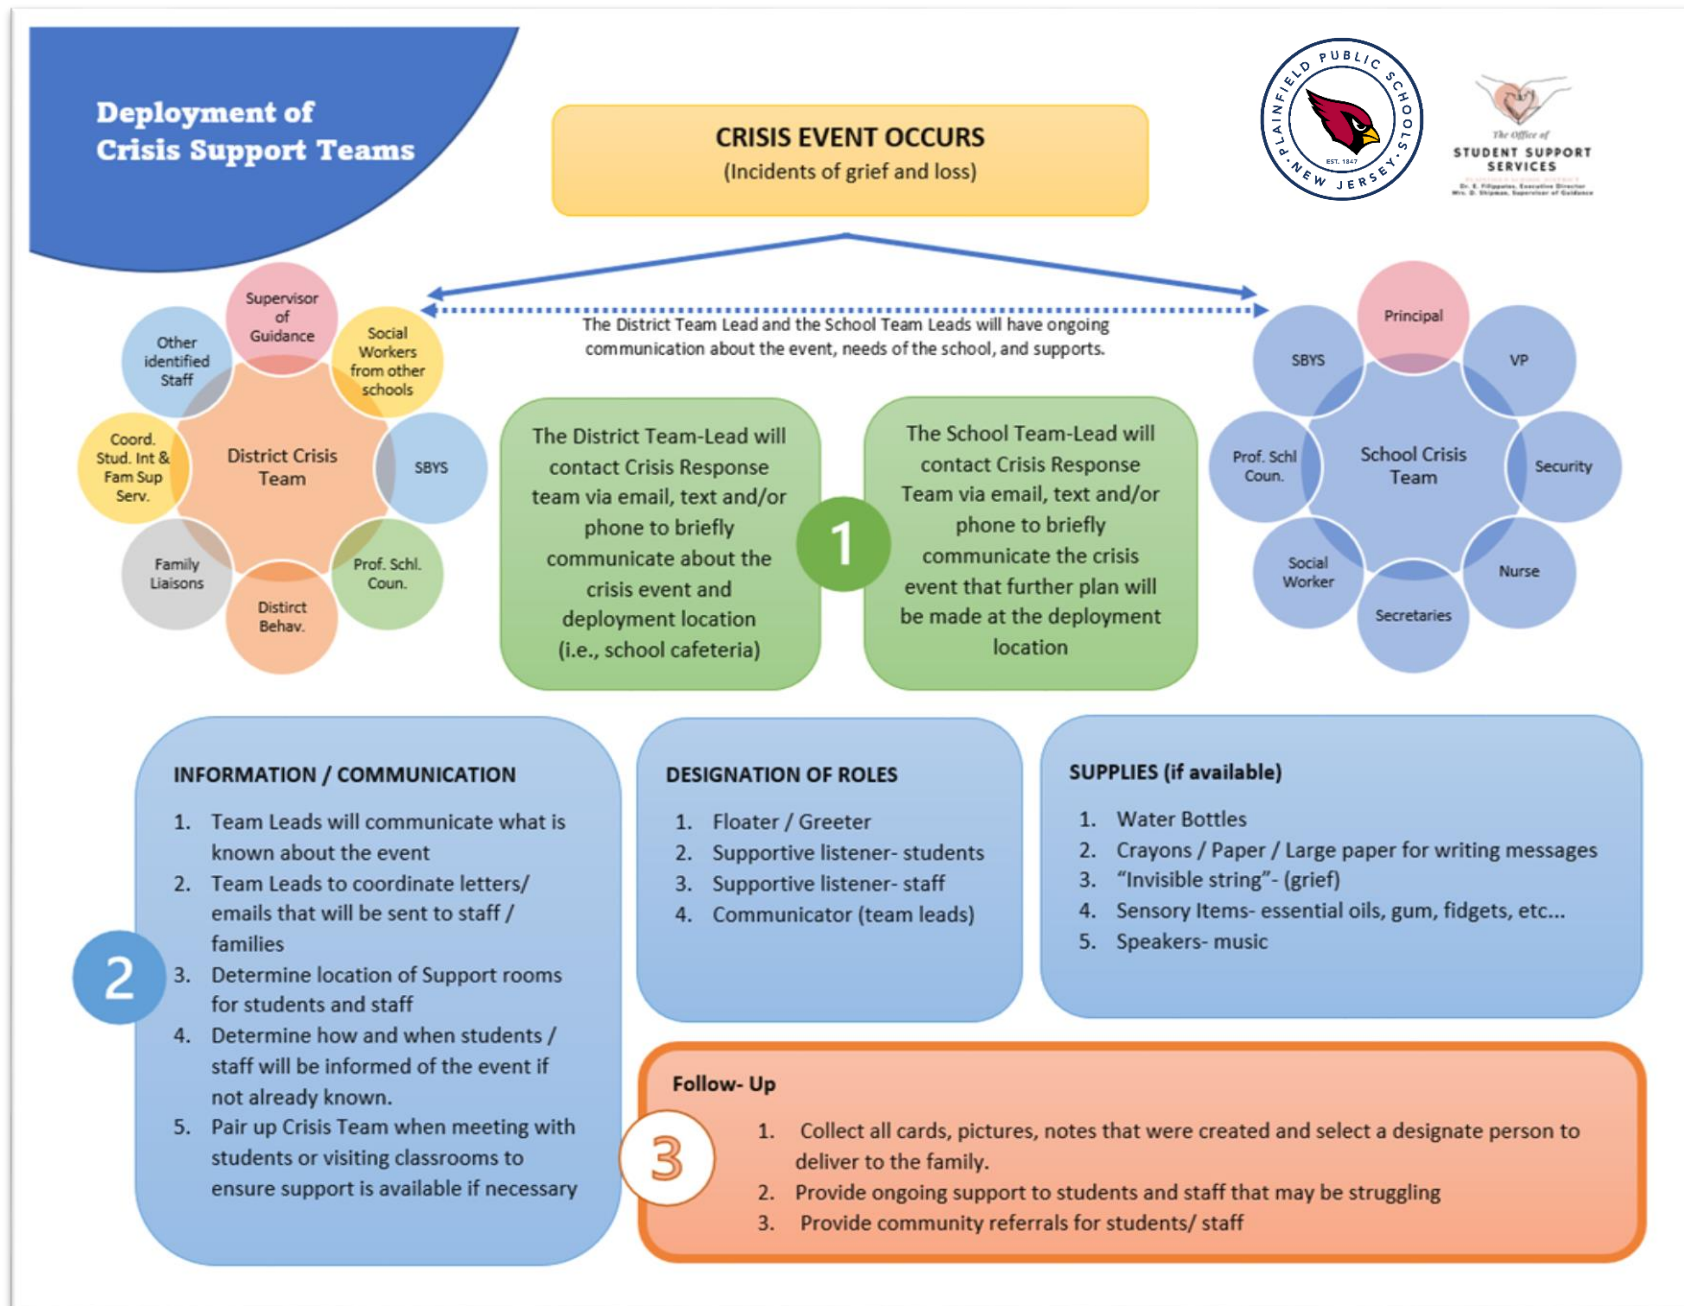 Deployment of
Crisis Support Teams
CRISIS EVENT OCCURS
(Incidents of grief and loss)
PLAINFIELD PUBLIC SCHOOLS
NEW JERSEY
EST. 1847
The Office of
STUDENT SUPPORT
SERVICES
Dr. E. Filippatos, Executive Director
Mrs. D. Shipman, Supervisor of Guidance
The District Team Lead and the School Team Leads will have ongoing
communication about the event, needs of the school, and supports.
Supervisor
of
Guidance
Social
Workers
from other
schools
SBYS
Prof. Schl.
Coun.
Distirct
Behav.
Family
Liaisons
Coord.
Stud. Int &
Fam Sup
Serv.
Other
identified
Staff
District Crisis
Team
The District Team-Lead will
contact Crisis Response
team via email, text and/or
phone to briefly
communicate about the
crisis event and
deployment location
(i.e., school cafeteria)
1
The School Team-Lead will
contact Crisis Response
Team via email, text and/or
phone to briefly
communicate the crisis
event that further plan will
be made at the deployment
location
Principal
VP
Security
Nurse
Secretaries
Social
Worker
Prof. Schl
Coun.
SBYS
School Crisis
Team
2
INFORMATION / COMMUNICATION
1. Team Leads will communicate what is
known about the event
2. Team Leads to coordinate letters/
emails that will be sent to staff /
families
3. Determine location of Support rooms
for students and staff
4. Determine how and when students /
staff will be informed of the event if
not already known.
5. Pair up Crisis Team when meeting with
students or visiting classrooms to
ensure support is available if necessary
DESIGNATION OF ROLES
1. Floater / Greeter
2. Supportive listener- students
3. Supportive listener- staff
4. Communicator (team leads)
SUPPLIES (if available)
1. Water Bottles
2. Crayons / Paper / Large paper for writing messages
3. “Invisible string”- (grief)
4. Sensory Items- essential oils, gum, fidgets, etc...
5. Speakers- music
3
Follow- Up
1. Collect all cards, pictures, notes that were created and select a designate person to
deliver to the family.
2. Provide ongoing support to students and staff that may be struggling
3. Provide community referrals for students/ staff